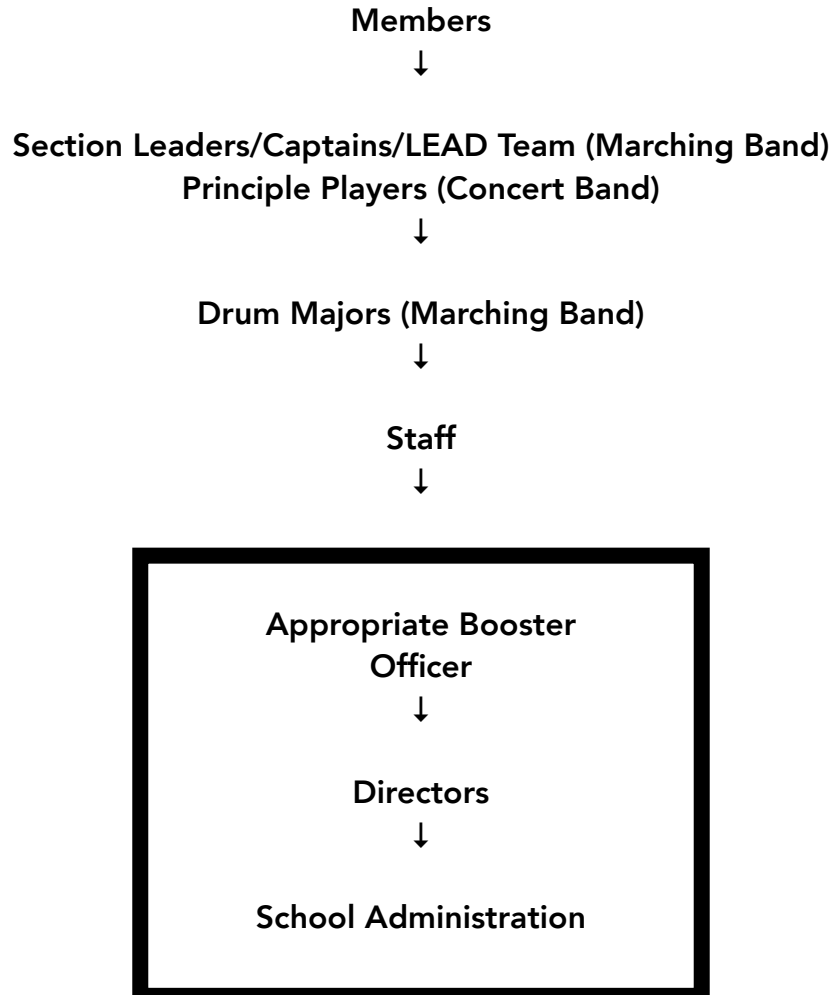 Members
↓
Section Leaders/Captains/LEAD Team (Marching Band)
Principle Players (Concert Band)
↓
Drum Majors (Marching Band)
↓
Staff
↓
Appropriate Booster
Officer
↓
Directors
↓
School Administration